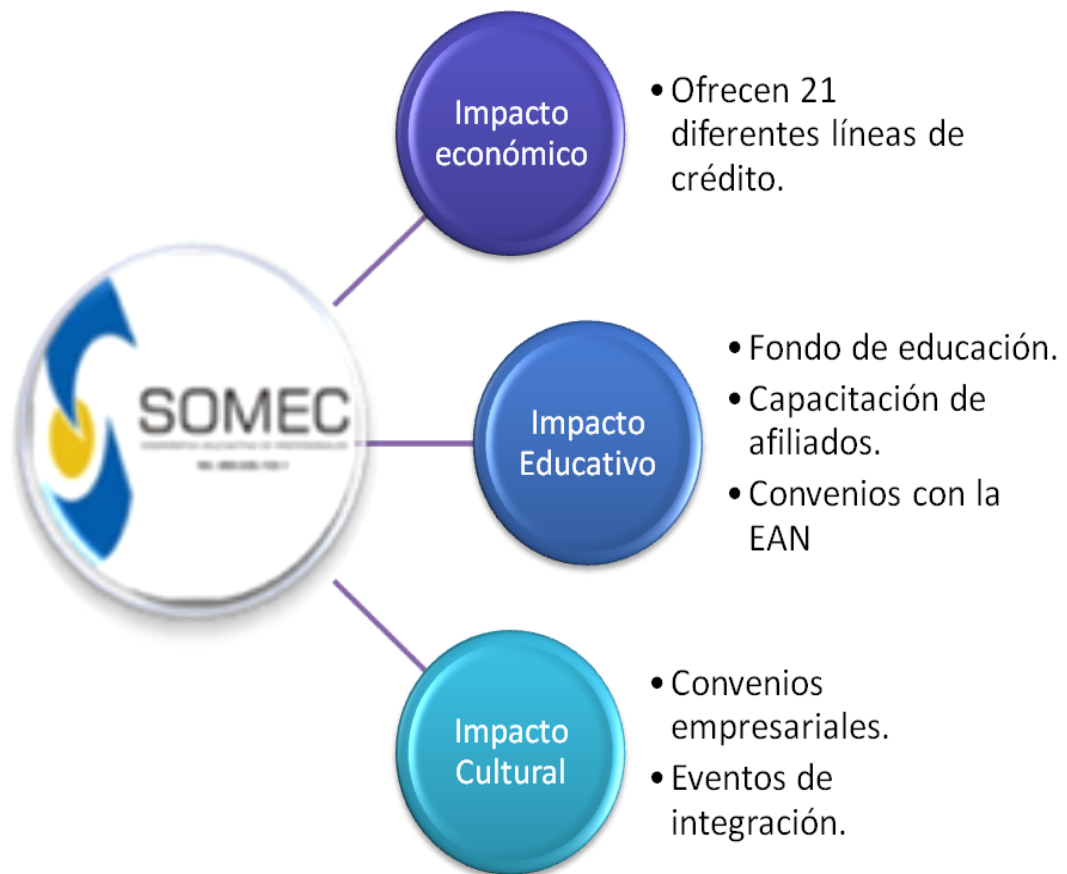 Impacto
económico
• Ofrecen 21
diferentes líneas de
crédito.
SOMEC
Impacto
Educativo
• Fondo de educación.
• Capacitación de
afiliados.
• Convenios con la
EAN
Impacto
Cultural
• Convenios
empresariales.
• Eventos de
integración.